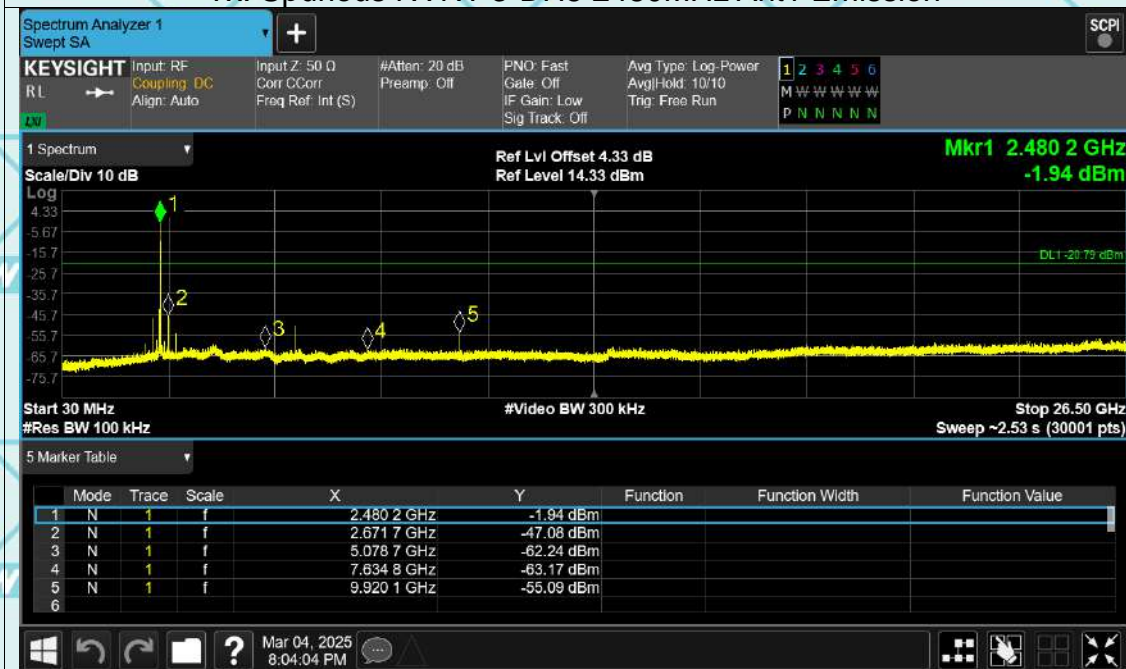 Spectrum Analyzer 1
Swept SA
+
SCPI
KEYSIGHT
RL
LXI
Input: RF
Coupling: DC
Align: Auto
Input Z: 50 Ω
Corr CCorr
Freq Ref: Int (S)
#Atten: 20 dB
Preamp: Off
PNO: Fast
Gate: Off
IF Gain: Low
Sig Track: Off
Avg Type: Log-Power
Avg|Hold: 10/10
Trig: Free Run
1 2 3 4 5 6
M W W W W W
P N N N N N
1 Spectrum
Scale/Div 10 dB
Ref Lvl Offset 4.33 dB
Ref Level 14.33 dBm
Mkr1 2.480 2 GHz
-1.94 dBm
Log
4.33
-5.67
-15.7
-25.7
-35.7
-45.7
-55.7
-65.7
-75.7
1
2
3
4
5
Start 30 MHz
#Res BW 100 kHz
#Video BW 300 kHz
Stop 26.50 GHz
Sweep ~2.53 s (30001 pts)
5 Marker Table
Mode Trace Scale X Y Function Function Width Function Value
1 N 1 f 2.480 2 GHz -1.94 dBm
2 N 1 f 2.671 7 GHz -47.08 dBm
3 N 1 f 5.078 7 GHz -62.24 dBm
4 N 1 f 7.634 8 GHz -63.17 dBm
5 N 1 f 9.920 1 GHz -55.09 dBm
6
?
Mar 04, 2025
8:04:04 PM